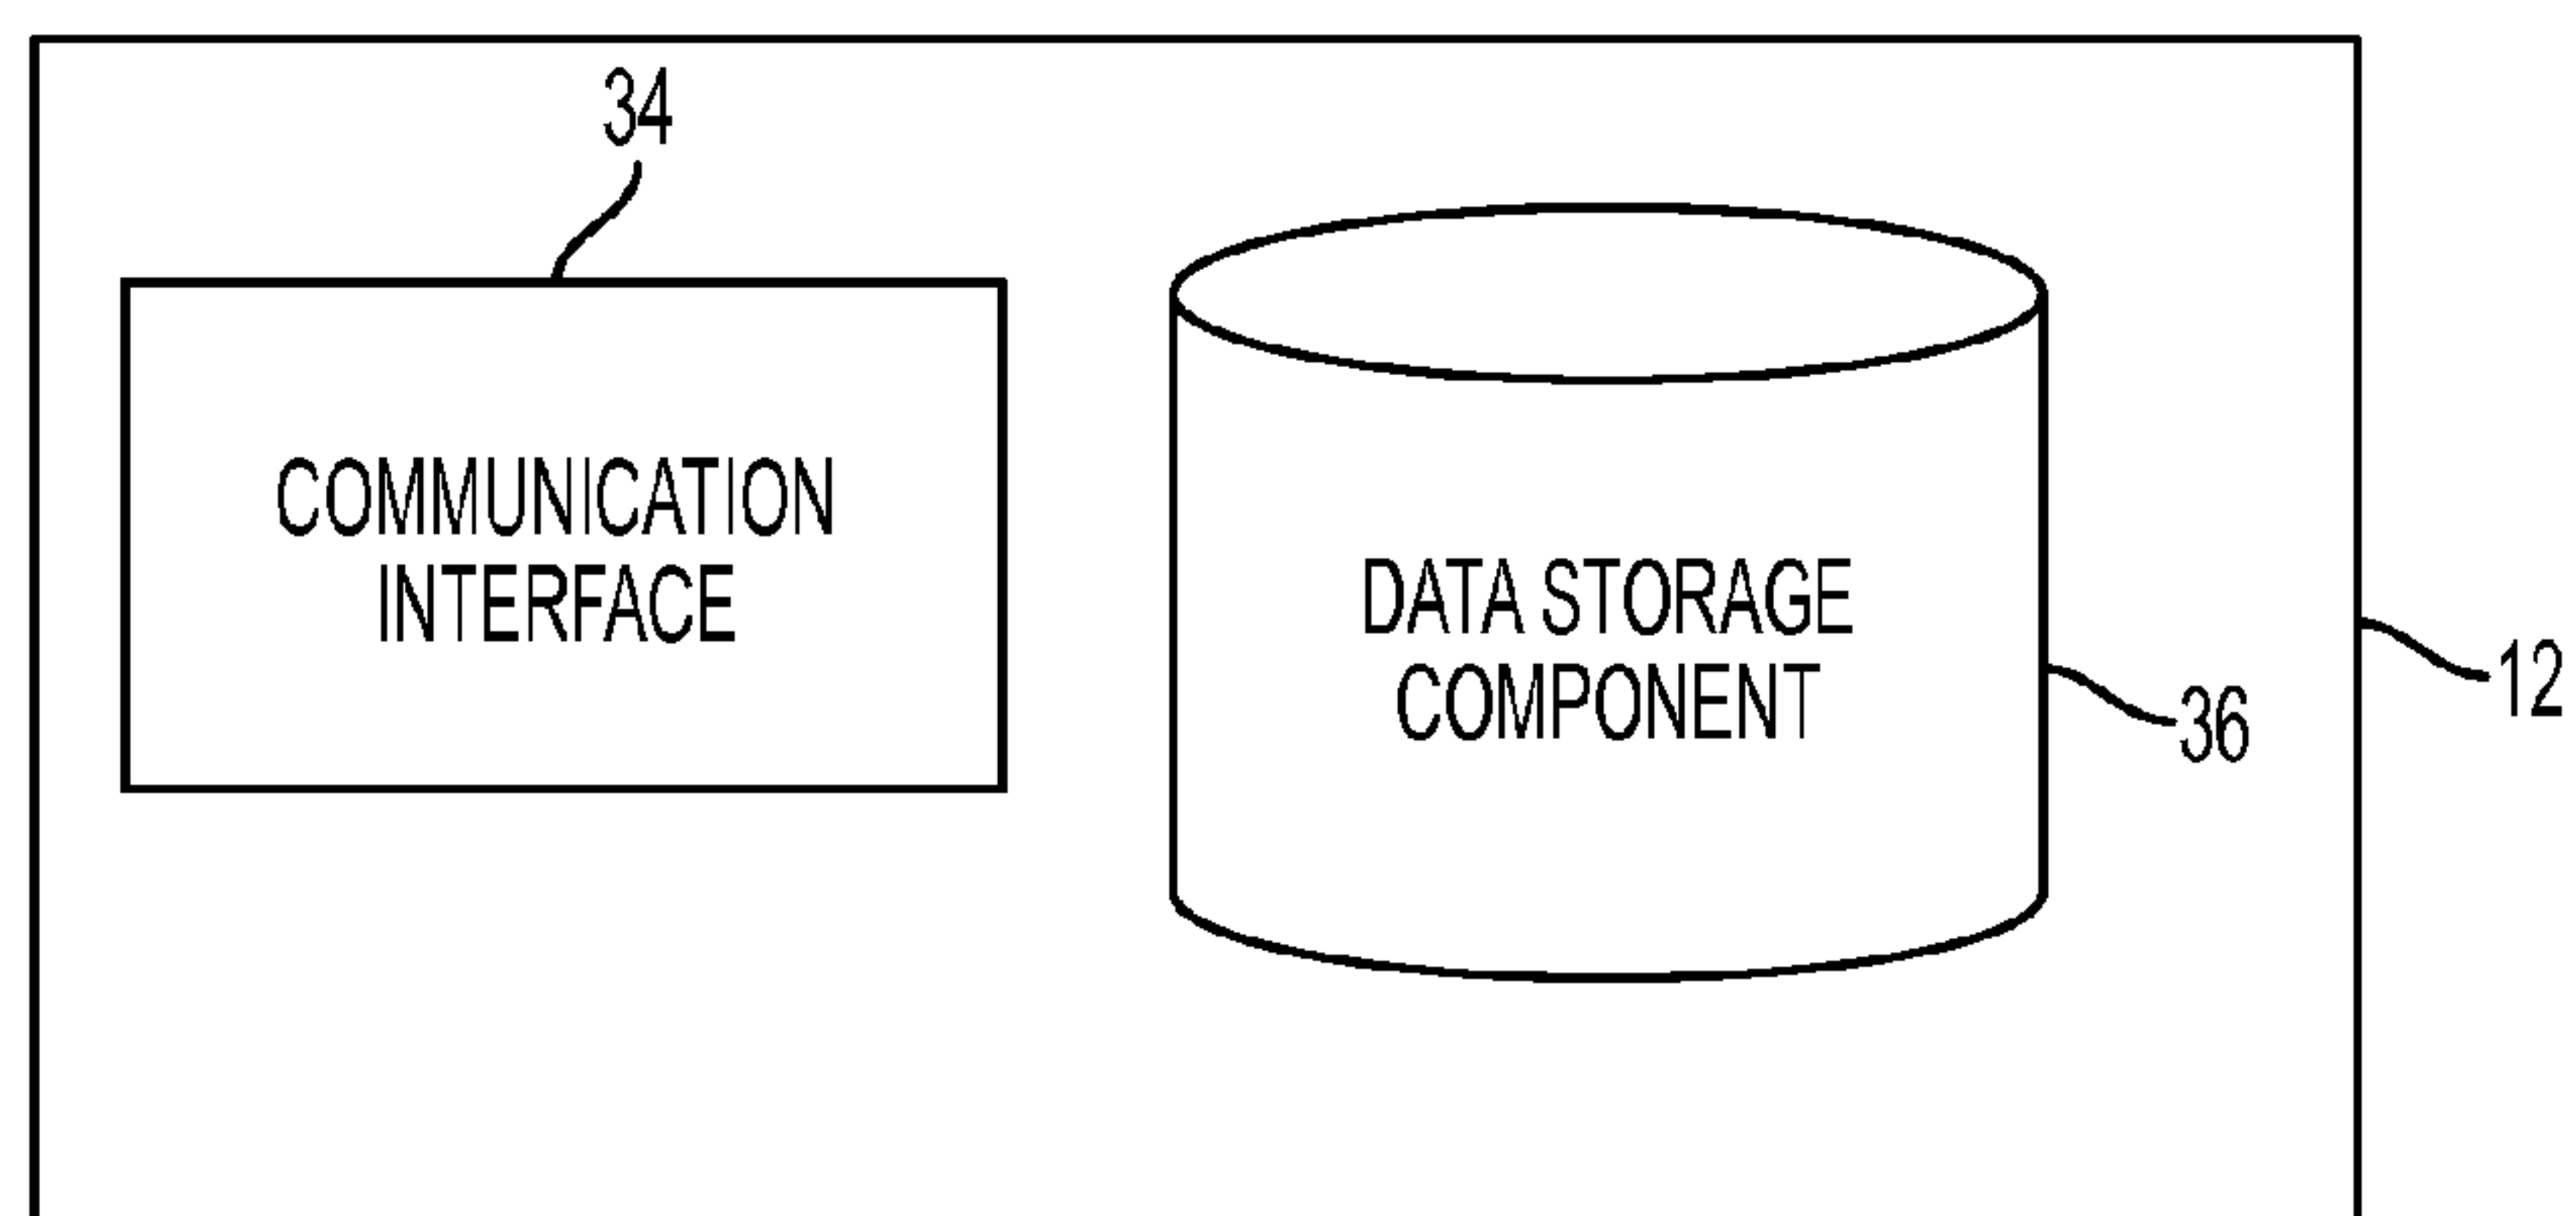 34
COMMUNICATION
INTERFACE
DATA STORAGE
COMPONENT
36
12